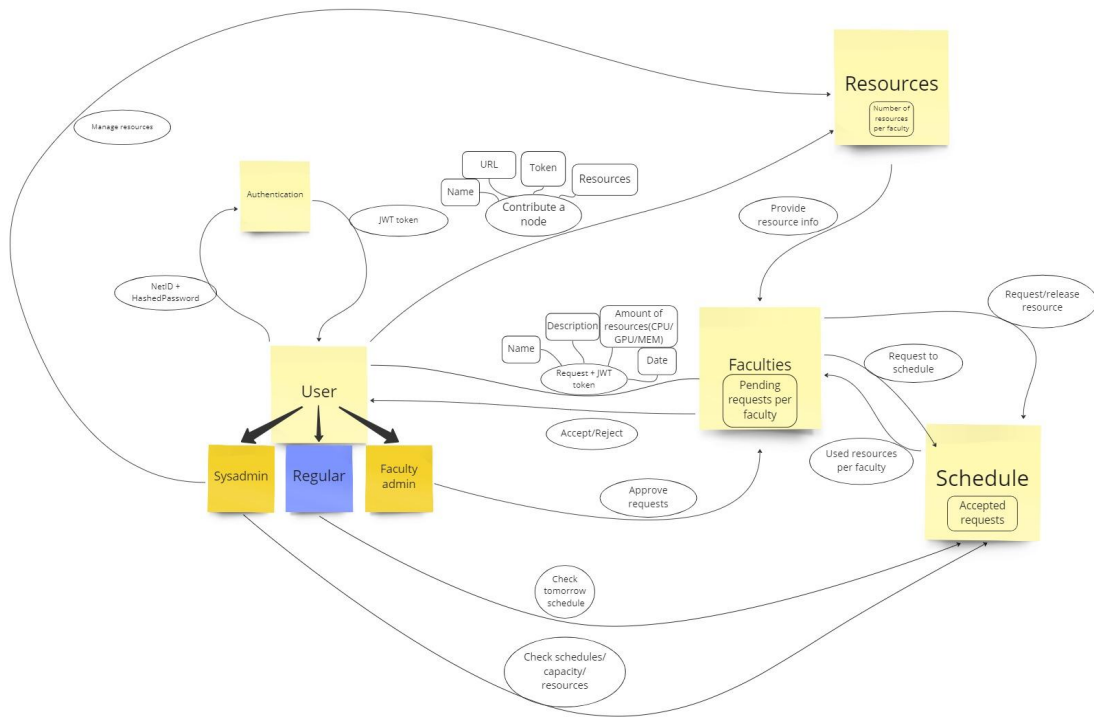 Resources
Number of
resources
per faculty
Manage resources
URL
Token
Resources
Name
Contribute a
node
Authentication
JWT token
Provide
resource info
NetID +
HashedPassword
Request/release
resource
Amount of
resources(CPU/
GPU/MEM)
Description
Name
Date
Request + JWT
token
Faculties
Pending
requests per
faculty
Request to
schedule
User
Accept/Reject
Used resources
per faculty
Sysadmin
Regular
Faculty
admin
Schedule
Accepted
requests
Approve
requests
Check
tomorrow
schedule
Check schedules/
capacity/
resources